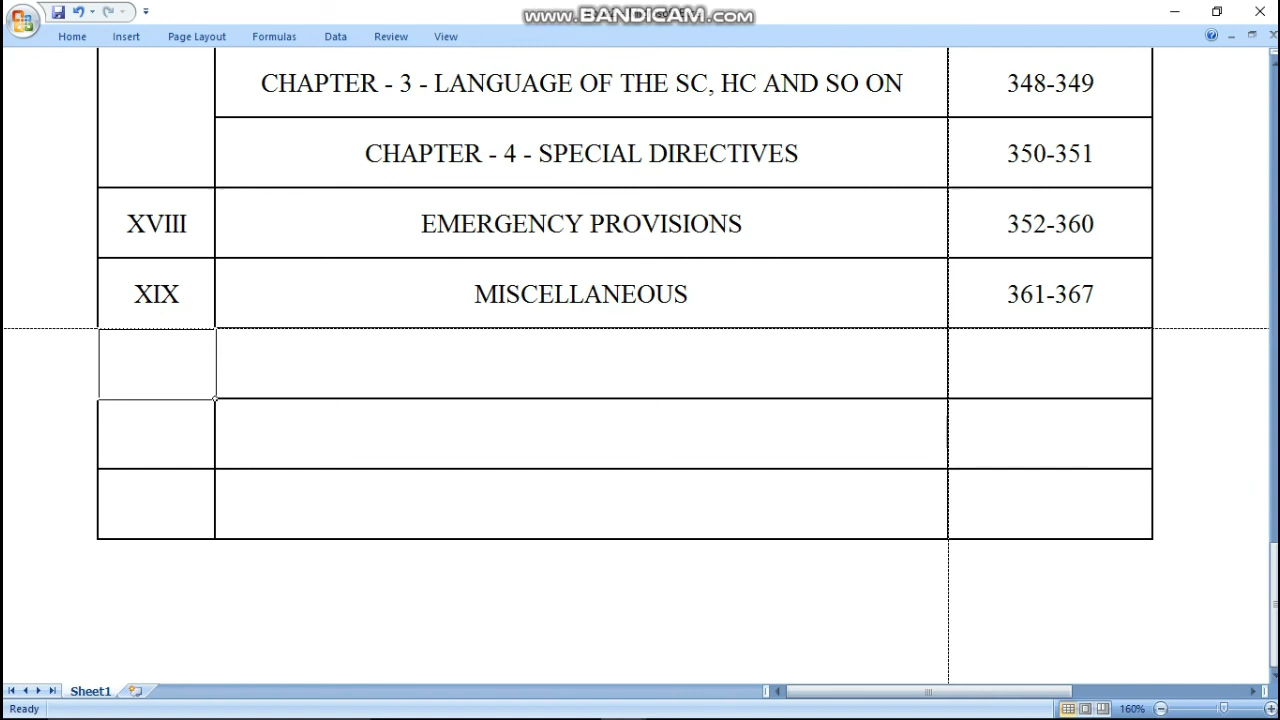 www.BANDICAM.com
Home Insert Page Layout Formulas Data Review View
CHAPTER - 3 - LANGUAGE OF THE SC, HC AND SO ON 348-349
CHAPTER - 4 - SPECIAL DIRECTIVES 350-351
XVIII EMERGENCY PROVISIONS 352-360
XIX MISCELLANEOUS 361-367
Sheet1
Ready 160%